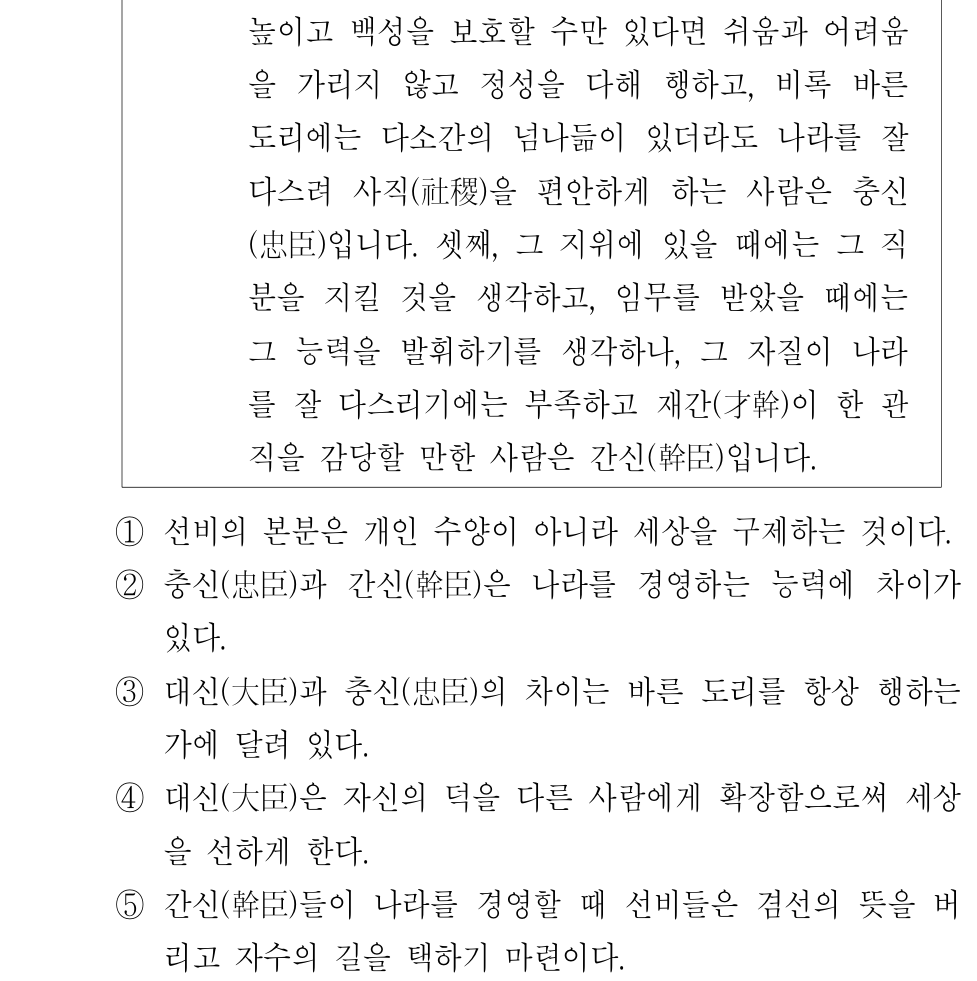 높이고 백성을 보호할 수만 있다면 쉬움과 어려움
을 가리지 않고 정성을 다해 행하고, 비록 바른
도리에는 다소간의 넘나듦이 있더라도 나라를 잘
다스려 사직(社稷)을 편안하게 하는 사람은 충신
(忠臣)입니다. 셋째, 그 지위에 있을 때에는 그 직
분을 지킬 것을 생각하고, 임무를 받았을 때에는
그 능력을 발휘하기를 생각하나, 그 자질이 나라
를 잘 다스리기에는 부족하고 재간(才幹)이 한 관
직을 감당할 만한 사람은 간신(幹臣)입니다.
① 선비의 본분은 개인 수양이 아니라 세상을 구제하는 것이다.
② 충신(忠臣)과 간신(幹臣)은 나라를 경영하는 능력에 차이가
있다.
③ 대신(大臣)과 충신(忠臣)의 차이는 바른 도리를 항상 행하는
가에 달려 있다.
④ 대신(大臣)은 자신의 덕을 다른 사람에게 확장함으로써 세상
을 선하게 한다.
⑤ 간신(幹臣)들이 나라를 경영할 때 선비들은 겸선의 뜻을 버
리고 자수의 길을 택하기 마련이다.